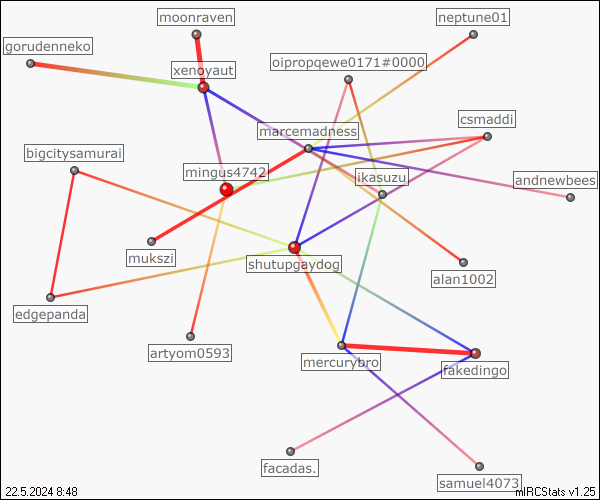 moonraven
neptune01
gorudenneko
xenoyaut
oipropqewe0171#0000
csmaddi
marcemadness
bigcitysamurai
mingus4742
ikasuzu
andnewbees
mukszi
shutupgaydog
alan1002
edgepanda
artyom0593
mercurybro
fakedingo
facadas.
samuel4073
22.5.2024 8:48
mIRCStats v1.25